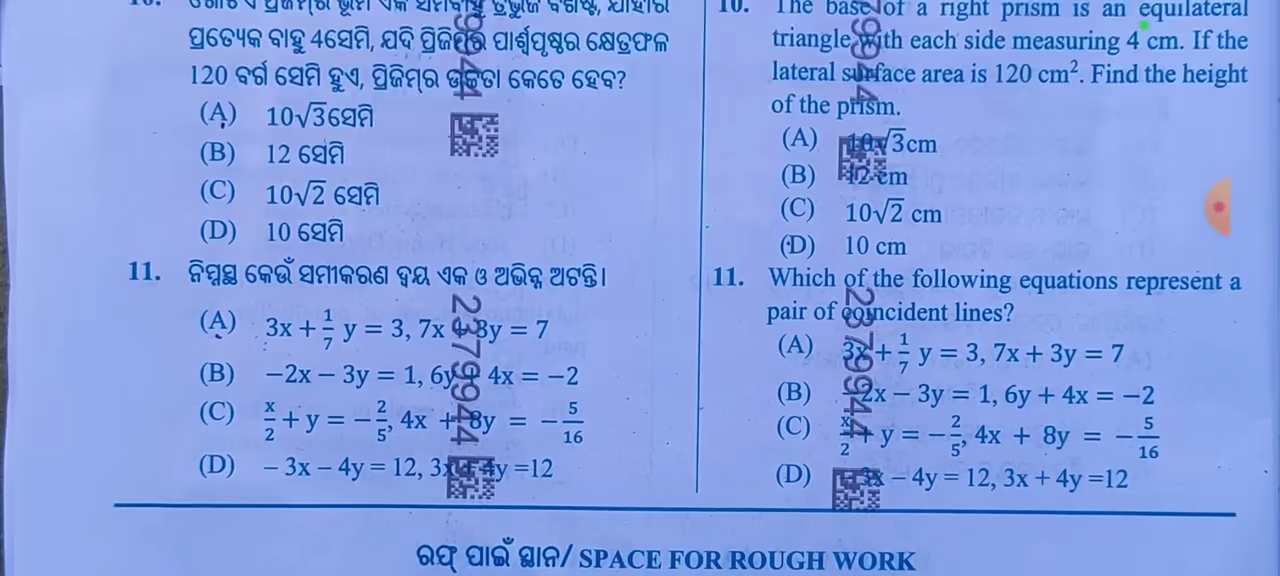 ପ୍ରତ୍ୟେକ ବାହୁ 4ସେମି, ଯଦି ପ୍ରିଜିମ୍‌ର ପାର୍ଶ୍ଵପୃଷ୍ଠର କ୍ଷେତ୍ରଫଳ
120 ବର୍ଗ ସେମି ହୁଏ, ପ୍ରିଜିମ୍‌ର ଉଚ୍ଚତା କେତେ ହେବ?
(A) 10√3ସେମି
(B) 12 ସେମି
(C) 10√2 ସେମି
(D) 10 ସେମି
11. ନିମ୍ନସ୍ଥ କେଉଁ ସମୀକରଣ ଦ୍ଵୟ ଏକ ଓ ଅଭିନ୍ନ ଅଟନ୍ତି।
(A) 3x + 1/7 y = 3, 7x + 3y = 7
(B) −2x − 3y = 1, 6y + 4x = −2
(C) x/2 + y = −2/5, 4x + 8y = −5/16
(D) −3x − 4y = 12, 3x + 4y =12
10. The base of a right prism is an equilateral
triangle with each side measuring 4 cm. If the
lateral surface area is 120 cm². Find the height
of the prism.
(A) 10√3cm
(B) 12 cm
(C) 10√2 cm
(D) 10 cm
11. Which of the following equations represent a
pair of coincident lines?
(A) 3x + 1/7 y = 3, 7x + 3y = 7
(B) −2x − 3y = 1, 6y + 4x = −2
(C) x/2 + y = −2/5, 4x + 8y = −5/16
(D) −3x − 4y = 12, 3x + 4y =12
2379944
2379944
ରଫ୍ ପାଇଁ ସ୍ଥାନ/ SPACE FOR ROUGH WORK